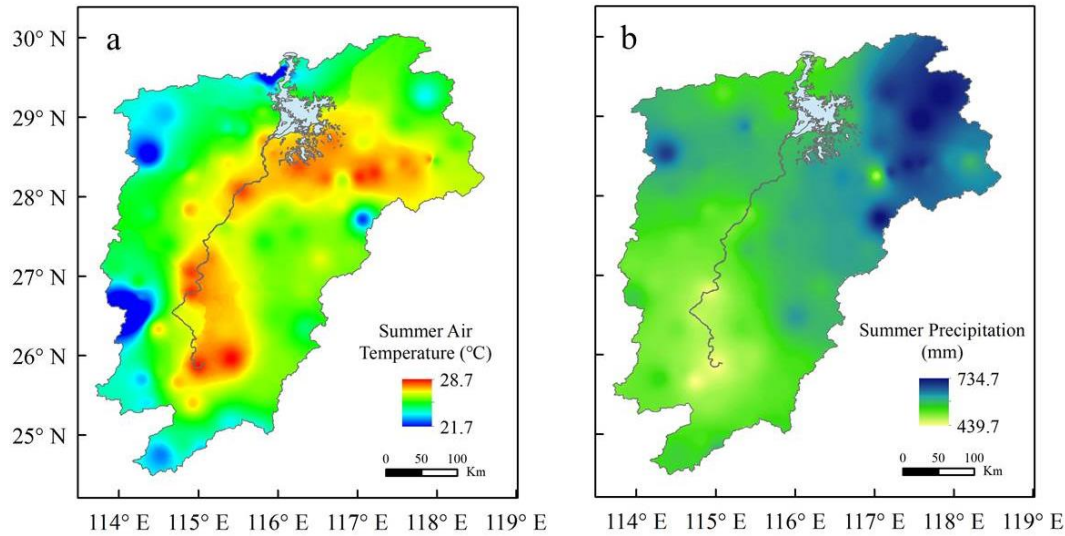 a
30° N
29° N
28° N
27° N
26° N
25° N
Summer Air
Temperature (°C)
28.7
21.7
0 50 100
Km
114° E 115° E 116° E 117° E 118° E 119° E
b
Summer Precipitation
(mm)
734.7
439.7
0 50 100
Km
114° E 115° E 116° E 117° E 118° E 119° E